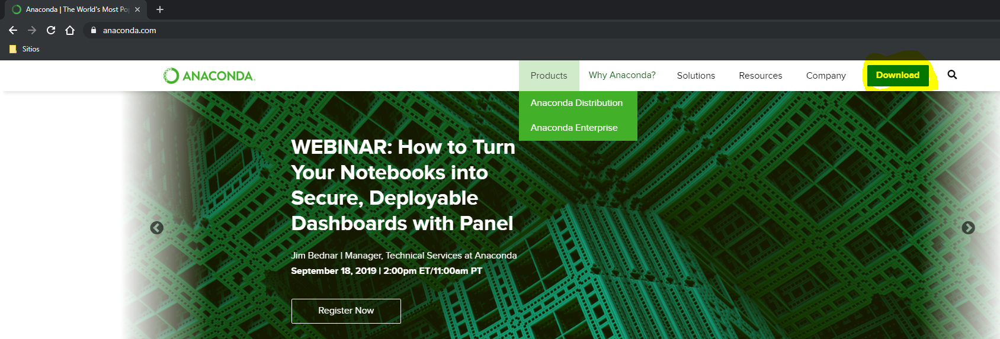 Anaconda | The World's Most Pop
anaconda.com
Sitios
ANACONDA.
Products
Why Anaconda?
Solutions
Resources
Company
Download
Anaconda Distribution
Anaconda Enterprise
WEBINAR: How to Turn
Your Notebooks into
Secure, Deployable
Dashboards with Panel
Jim Bednar | Manager, Technical Services at Anaconda
September 18, 2019 | 2:00pm ET/11:00am PT
Register Now